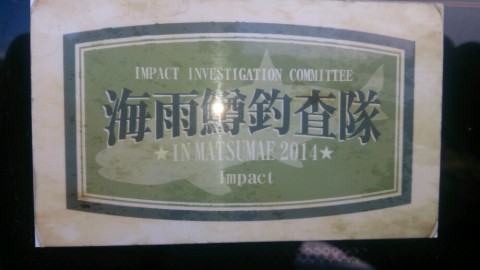 IMPACT INVESTIGATION COMMITTEE
海雨鱒釣査隊
★IN MATSUMAE 2014★
Impact